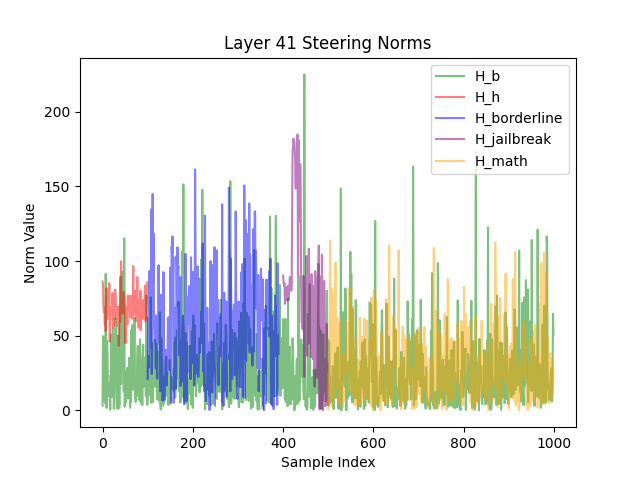 Layer 41 Steering Norms
H_b
H_h
H_borderline
H_jailbreak
H_math
Norm Value
200
150
100
50
0
0
200
400
600
800
1000
Sample Index